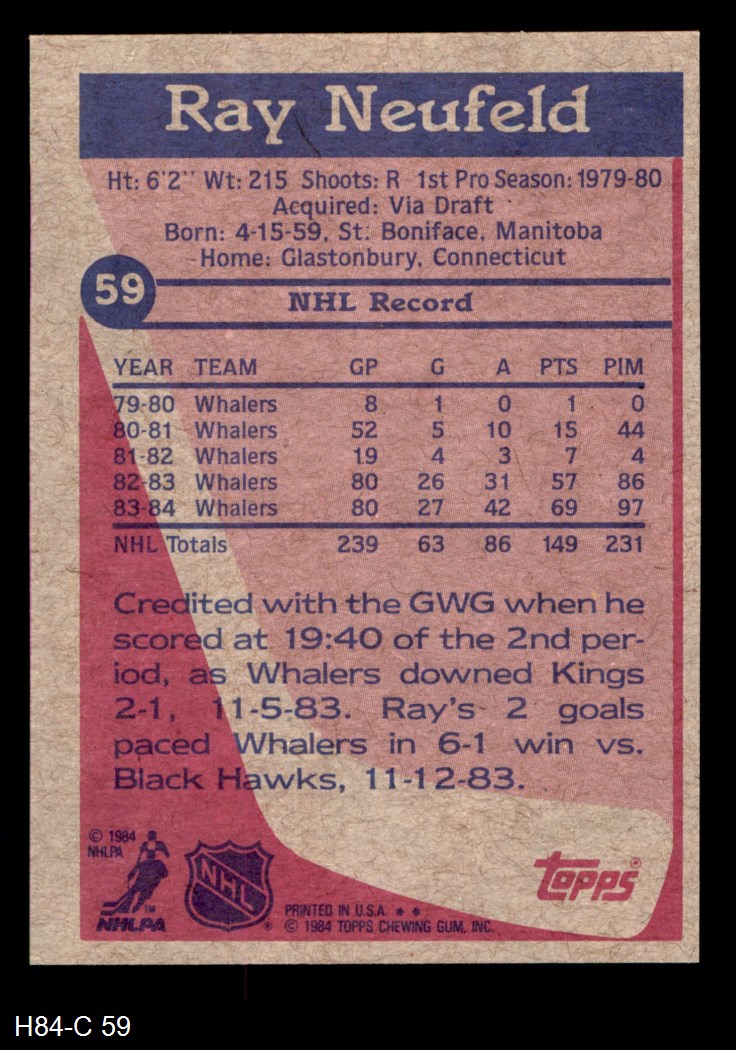 Ray Neufeld
Ht: 6'2" Wt: 215 Shoots: R 1st Pro Season: 1979-80
Acquired: Via Draft
Born: 4-15-59, St. Boniface, Manitoba
Home: Glastonbury, Connecticut
59
NHL Record
YEAR TEAM GP G A PTS PIM
79-80 Whalers 8 1 0 1 0
80-81 Whalers 52 5 10 15 44
81-82 Whalers 19 4 3 7 4
82-83 Whalers 80 26 31 57 86
83-84 Whalers 80 27 42 69 97
NHL Totals 239 63 86 149 231
Credited with the GWG when he
scored at 19:40 of the 2nd per-
iod, as Whalers downed Kings
2-1, 11-5-83. Ray's 2 goals
paced Whalers in 6-1 win vs.
Black Hawks, 11-12-83.
© 1984
NHLPA
NHLPA™
NHL®
topps®
PRINTED IN U.S.A. * *
© 1984 TOPPS CHEWING GUM, INC.
H84-C 59